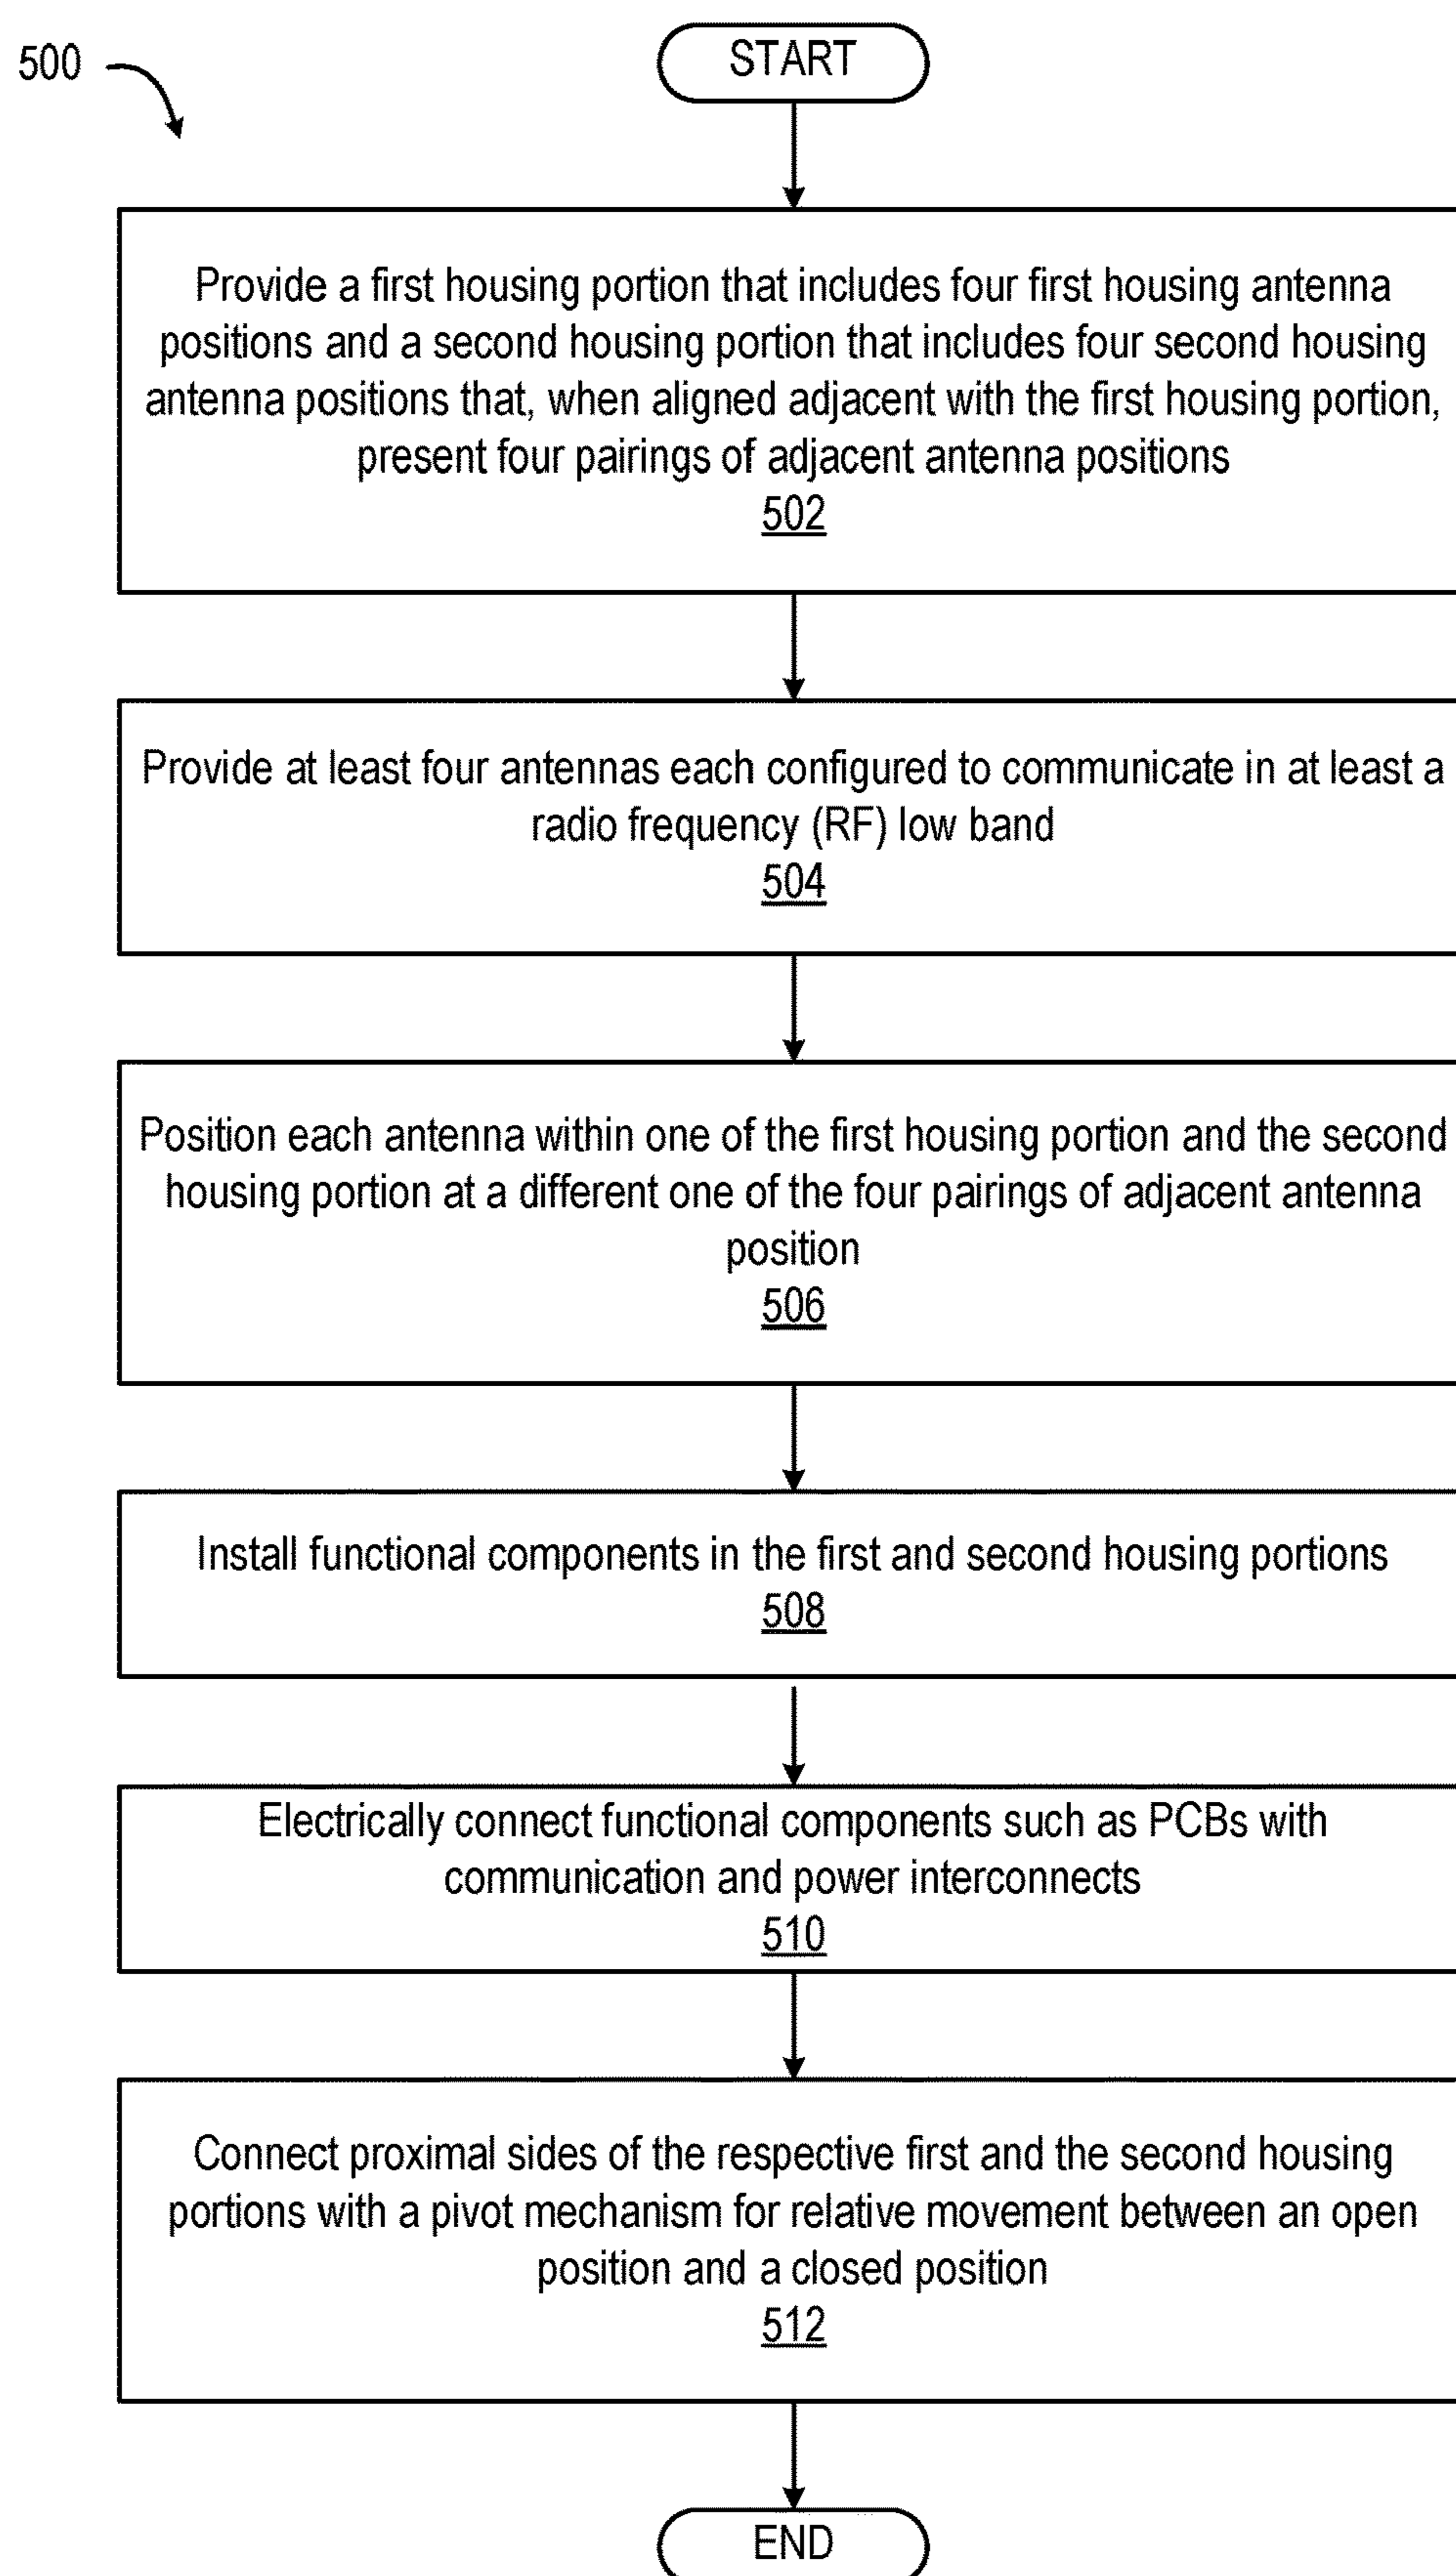 500
START
Provide a first housing portion that includes four first housing antenna
positions and a second housing portion that includes four second housing
antenna positions that, when aligned adjacent with the first housing portion,
present four pairings of adjacent antenna positions
502
Provide at least four antennas each configured to communicate in at least a
radio frequency (RF) low band
504
Position each antenna within one of the first housing portion and the second
housing portion at a different one of the four pairings of adjacent antenna
position
506
Install functional components in the first and second housing portions
508
Electrically connect functional components such as PCBs with
communication and power interconnects
510
Connect proximal sides of the respective first and the second housing
portions with a pivot mechanism for relative movement between an open
position and a closed position
512
END